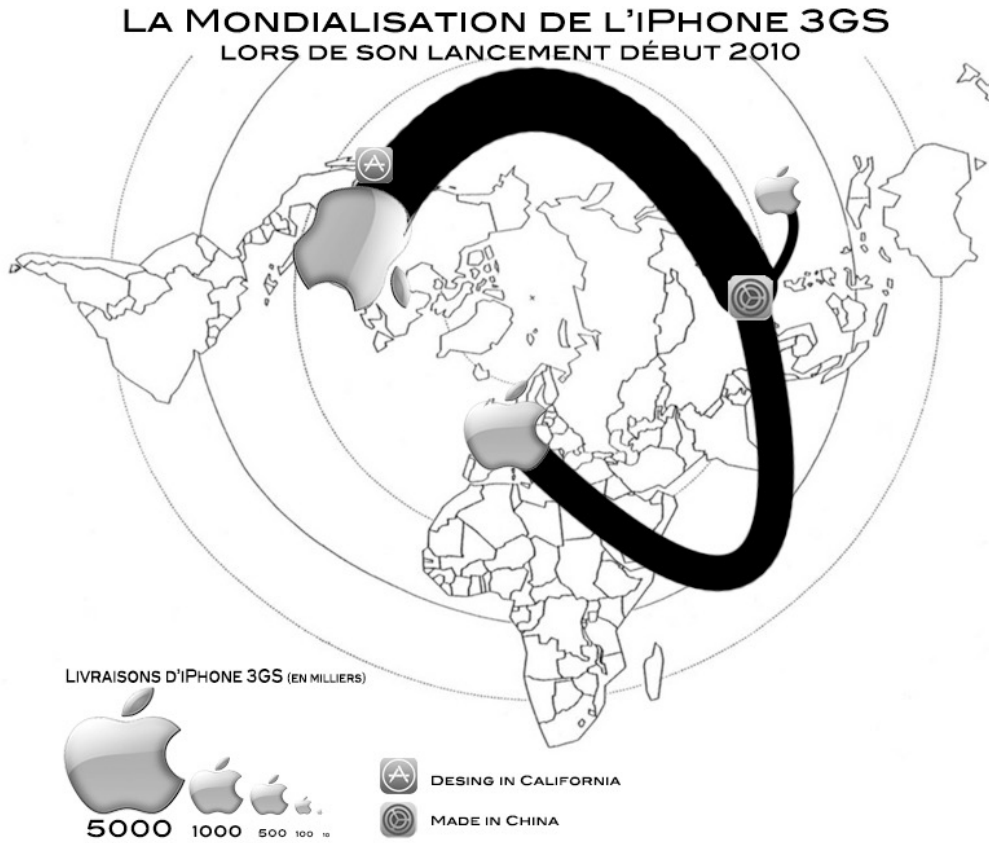 La Mondialisation de l'iPhone 3GS
lors de son lancement début 2010
Livraisons d'iPhone 3GS (en milliers)
5000 1000 500 100 10
Desing in California
Made in China